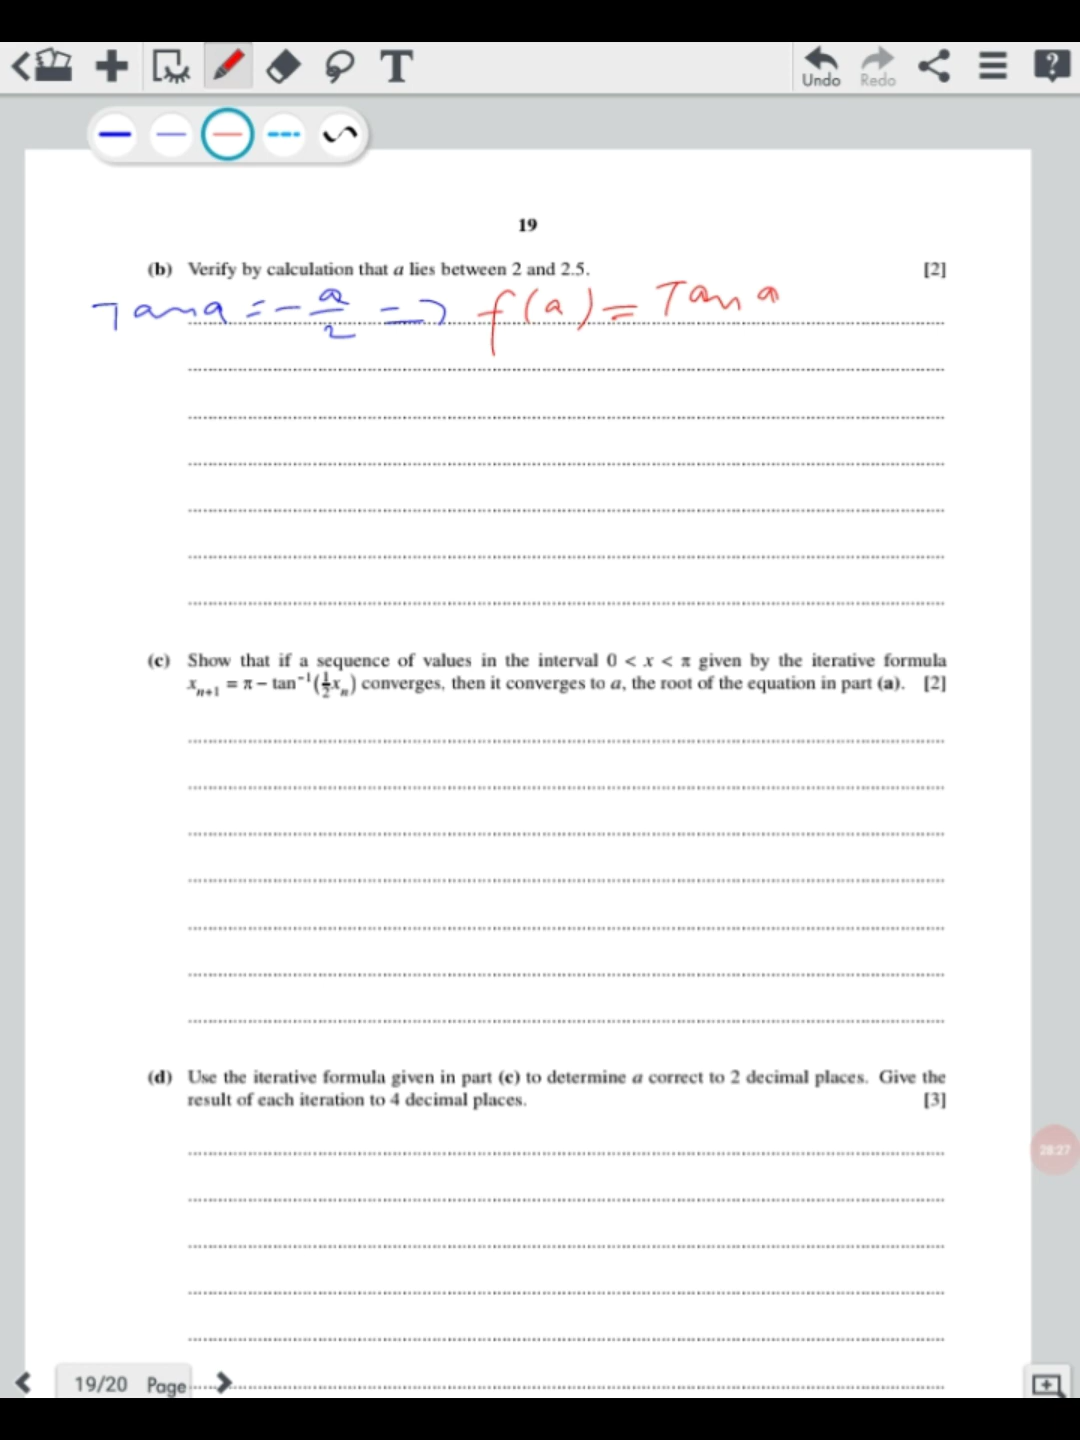 Undo Redo
19
(b) Verify by calculation that a lies between 2 and 2.5. [2]
Tan a = -a/2 => f(a) = Tan a
(c) Show that if a sequence of values in the interval 0 < x < π given by the iterative formula
xₙ₊₁ = π − tan⁻¹(½xₙ) converges, then it converges to a, the root of the equation in part (a). [2]
(d) Use the iterative formula given in part (c) to determine a correct to 2 decimal places. Give the
result of each iteration to 4 decimal places. [3]
28:27
19/20 Page